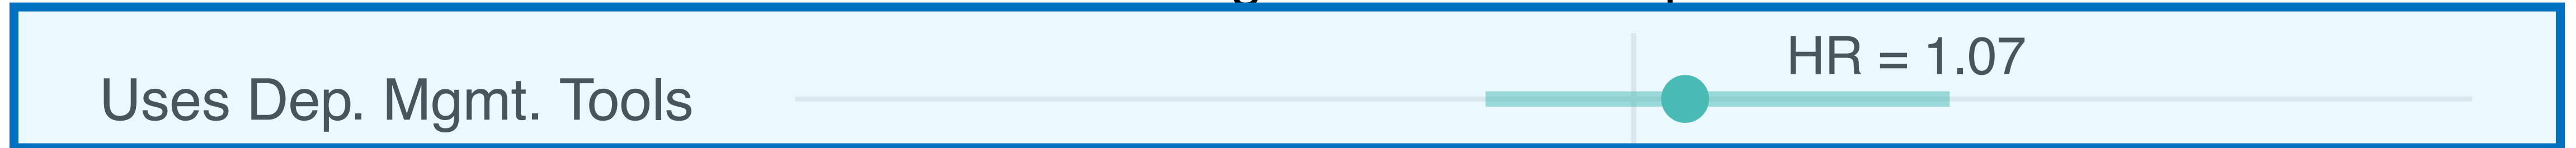 HR = 1.07
Uses Dep. Mgmt. Tools